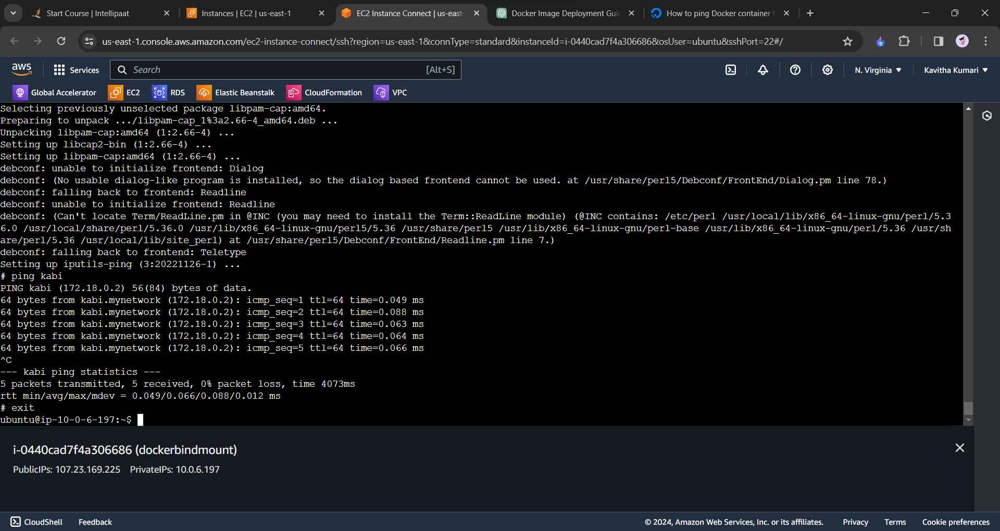 Start Course | Intellipaat
Instances | EC2 | us-east-1
EC2 Instance Connect | us-east-
Docker Image Deployment Gui
How to ping Docker container f
us-east-1.console.aws.amazon.com/ec2-instance-connect/ssh?region=us-east-1&connType=standard&instanceId=i-0440cad7f4a306686&osUser=ubuntu&sshPort=22#/
aws Services Search [Alt+S] N. Virginia Kavitha Kumari
Global Accelerator EC2 RDS Elastic Beanstalk CloudFormation VPC
Selecting previously unselected package libpam-cap:amd64.
Preparing to unpack .../libpam-cap_1%3a2.66-4_amd64.deb ...
Unpacking libpam-cap:amd64 (1:2.66-4) ...
Setting up libcap2-bin (1:2.66-4) ...
Setting up libpam-cap:amd64 (1:2.66-4) ...
debconf: unable to initialize frontend: Dialog
debconf: (No usable dialog-like program is installed, so the dialog based frontend cannot be used. at /usr/share/perl5/Debconf/FrontEnd/Dialog.pm line 78.)
debconf: falling back to frontend: Readline
debconf: unable to initialize frontend: Readline
debconf: (Can't locate Term/ReadLine.pm in @INC (you may need to install the Term::ReadLine module) (@INC contains: /etc/perl /usr/local/lib/x86_64-linux-gnu/perl/5.3
6.0 /usr/local/share/perl/5.36.0 /usr/lib/x86_64-linux-gnu/perl5/5.36 /usr/share/perl5 /usr/lib/x86_64-linux-gnu/perl-base /usr/lib/x86_64-linux-gnu/perl/5.36 /usr/sh
are/perl/5.36 /usr/local/lib/site_perl) at /usr/share/perl5/Debconf/FrontEnd/Readline.pm line 7.)
debconf: falling back to frontend: Teletype
Setting up iputils-ping (3:20221126-1) ...
# ping kabi
PING kabi (172.18.0.2) 56(84) bytes of data.
64 bytes from kabi.mynetwork (172.18.0.2): icmp_seq=1 ttl=64 time=0.049 ms
64 bytes from kabi.mynetwork (172.18.0.2): icmp_seq=2 ttl=64 time=0.088 ms
64 bytes from kabi.mynetwork (172.18.0.2): icmp_seq=3 ttl=64 time=0.063 ms
64 bytes from kabi.mynetwork (172.18.0.2): icmp_seq=4 ttl=64 time=0.064 ms
64 bytes from kabi.mynetwork (172.18.0.2): icmp_seq=5 ttl=64 time=0.066 ms
^C
--- kabi ping statistics ---
5 packets transmitted, 5 received, 0% packet loss, time 4073ms
rtt min/avg/max/mdev = 0.049/0.066/0.088/0.012 ms
# exit
ubuntu@ip-10-0-6-197:~$
i-0440cad7f4a306686 (dockerbindmount)
PublicIPs: 107.23.169.225 PrivateIPs: 10.0.6.197
CloudShell Feedback © 2024, Amazon Web Services, Inc. or its affiliates. Privacy Terms Cookie preferences